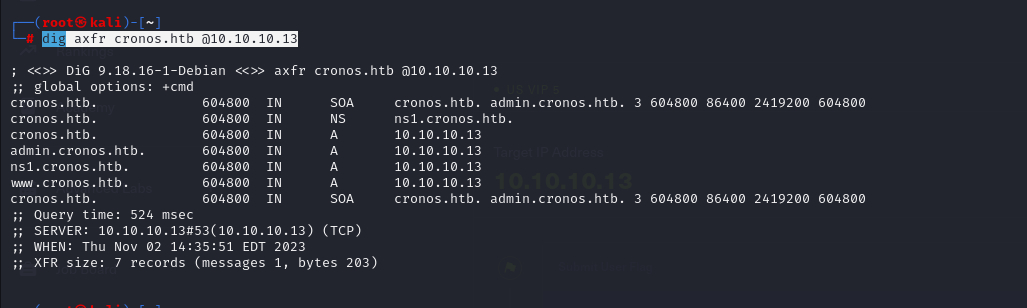 ┌──(root㉿kali)-[~]
└─# dig axfr cronos.htb @10.10.10.13
; <<>> DiG 9.18.16-1-Debian <<>> axfr cronos.htb @10.10.10.13
;; global options: +cmd
cronos.htb. 604800 IN SOA cronos.htb. admin.cronos.htb. 3 604800 86400 2419200 604800
cronos.htb. 604800 IN NS ns1.cronos.htb.
cronos.htb. 604800 IN A 10.10.10.13
admin.cronos.htb. 604800 IN A 10.10.10.13
ns1.cronos.htb. 604800 IN A 10.10.10.13
www.cronos.htb. 604800 IN A 10.10.10.13
cronos.htb. 604800 IN SOA cronos.htb. admin.cronos.htb. 3 604800 86400 2419200 604800
;; Query time: 524 msec
;; SERVER: 10.10.10.13#53(10.10.10.13) (TCP)
;; WHEN: Thu Nov 02 14:35:51 EDT 2023
;; XFR size: 7 records (messages 1, bytes 203)
US VIP 6
Target IP Address
10.10.10.13